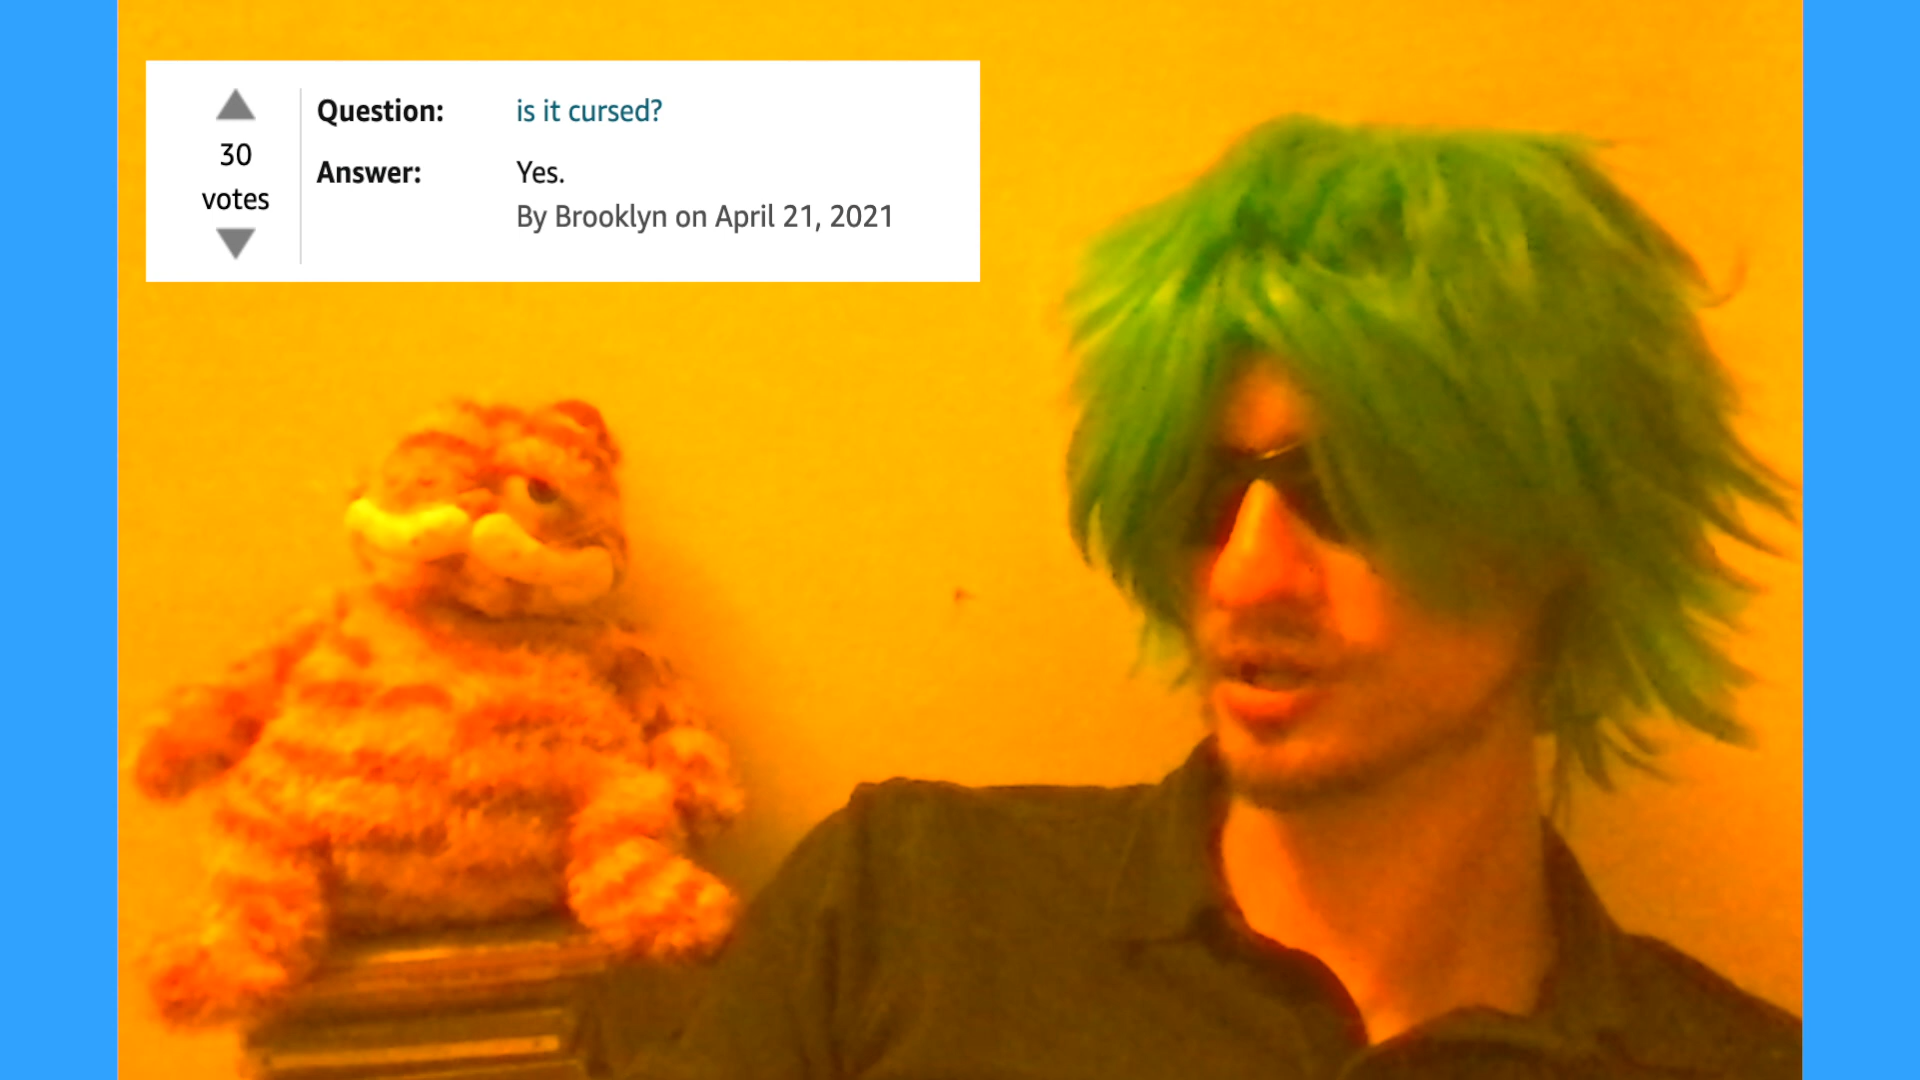 30
votes
Question: is it cursed?
Answer: Yes.
By Brooklyn on April 21, 2021